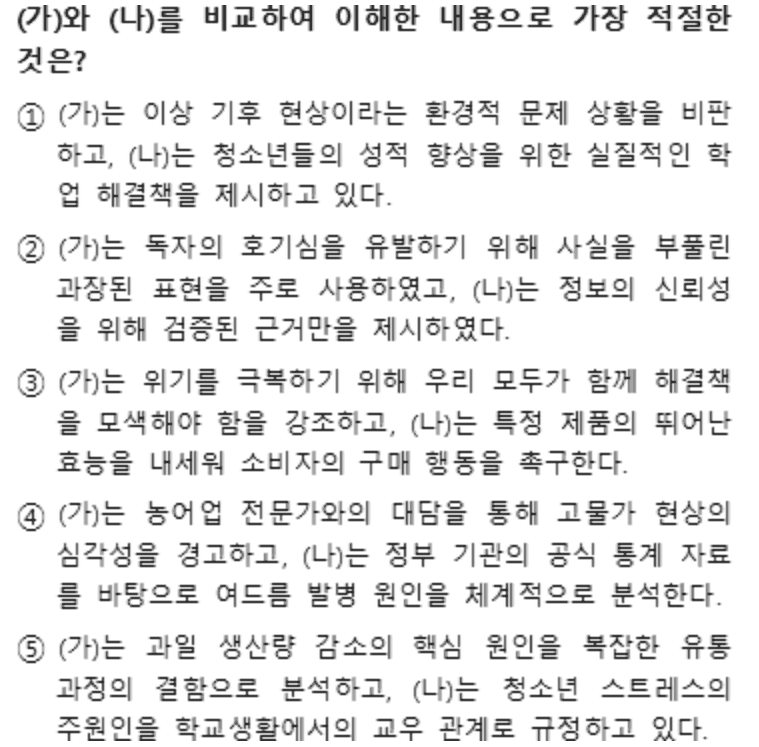 (가)와 (나)를 비교하여 이해한 내용으로 가장 적절한
것은?
① (가)는 이상 기후 현상이라는 환경적 문제 상황을 비판
하고, (나)는 청소년들의 성적 향상을 위한 실질적인 학
업 해결책을 제시하고 있다.
② (가)는 독자의 호기심을 유발하기 위해 사실을 부풀린
과장된 표현을 주로 사용하였고, (나)는 정보의 신뢰성
을 위해 검증된 근거만을 제시하였다.
③ (가)는 위기를 극복하기 위해 우리 모두가 함께 해결책
을 모색해야 함을 강조하고, (나)는 특정 제품의 뛰어난
효능을 내세워 소비자의 구매 행동을 촉구한다.
④ (가)는 농어업 전문가와의 대담을 통해 고물가 현상의
심각성을 경고하고, (나)는 정부 기관의 공식 통계 자료
를 바탕으로 여드름 발병 원인을 체계적으로 분석한다.
⑤ (가)는 과일 생산량 감소의 핵심 원인을 복잡한 유통
과정의 결함으로 분석하고, (나)는 청소년 스트레스의
주원인을 학교생활에서의 교우 관계로 규정하고 있다.